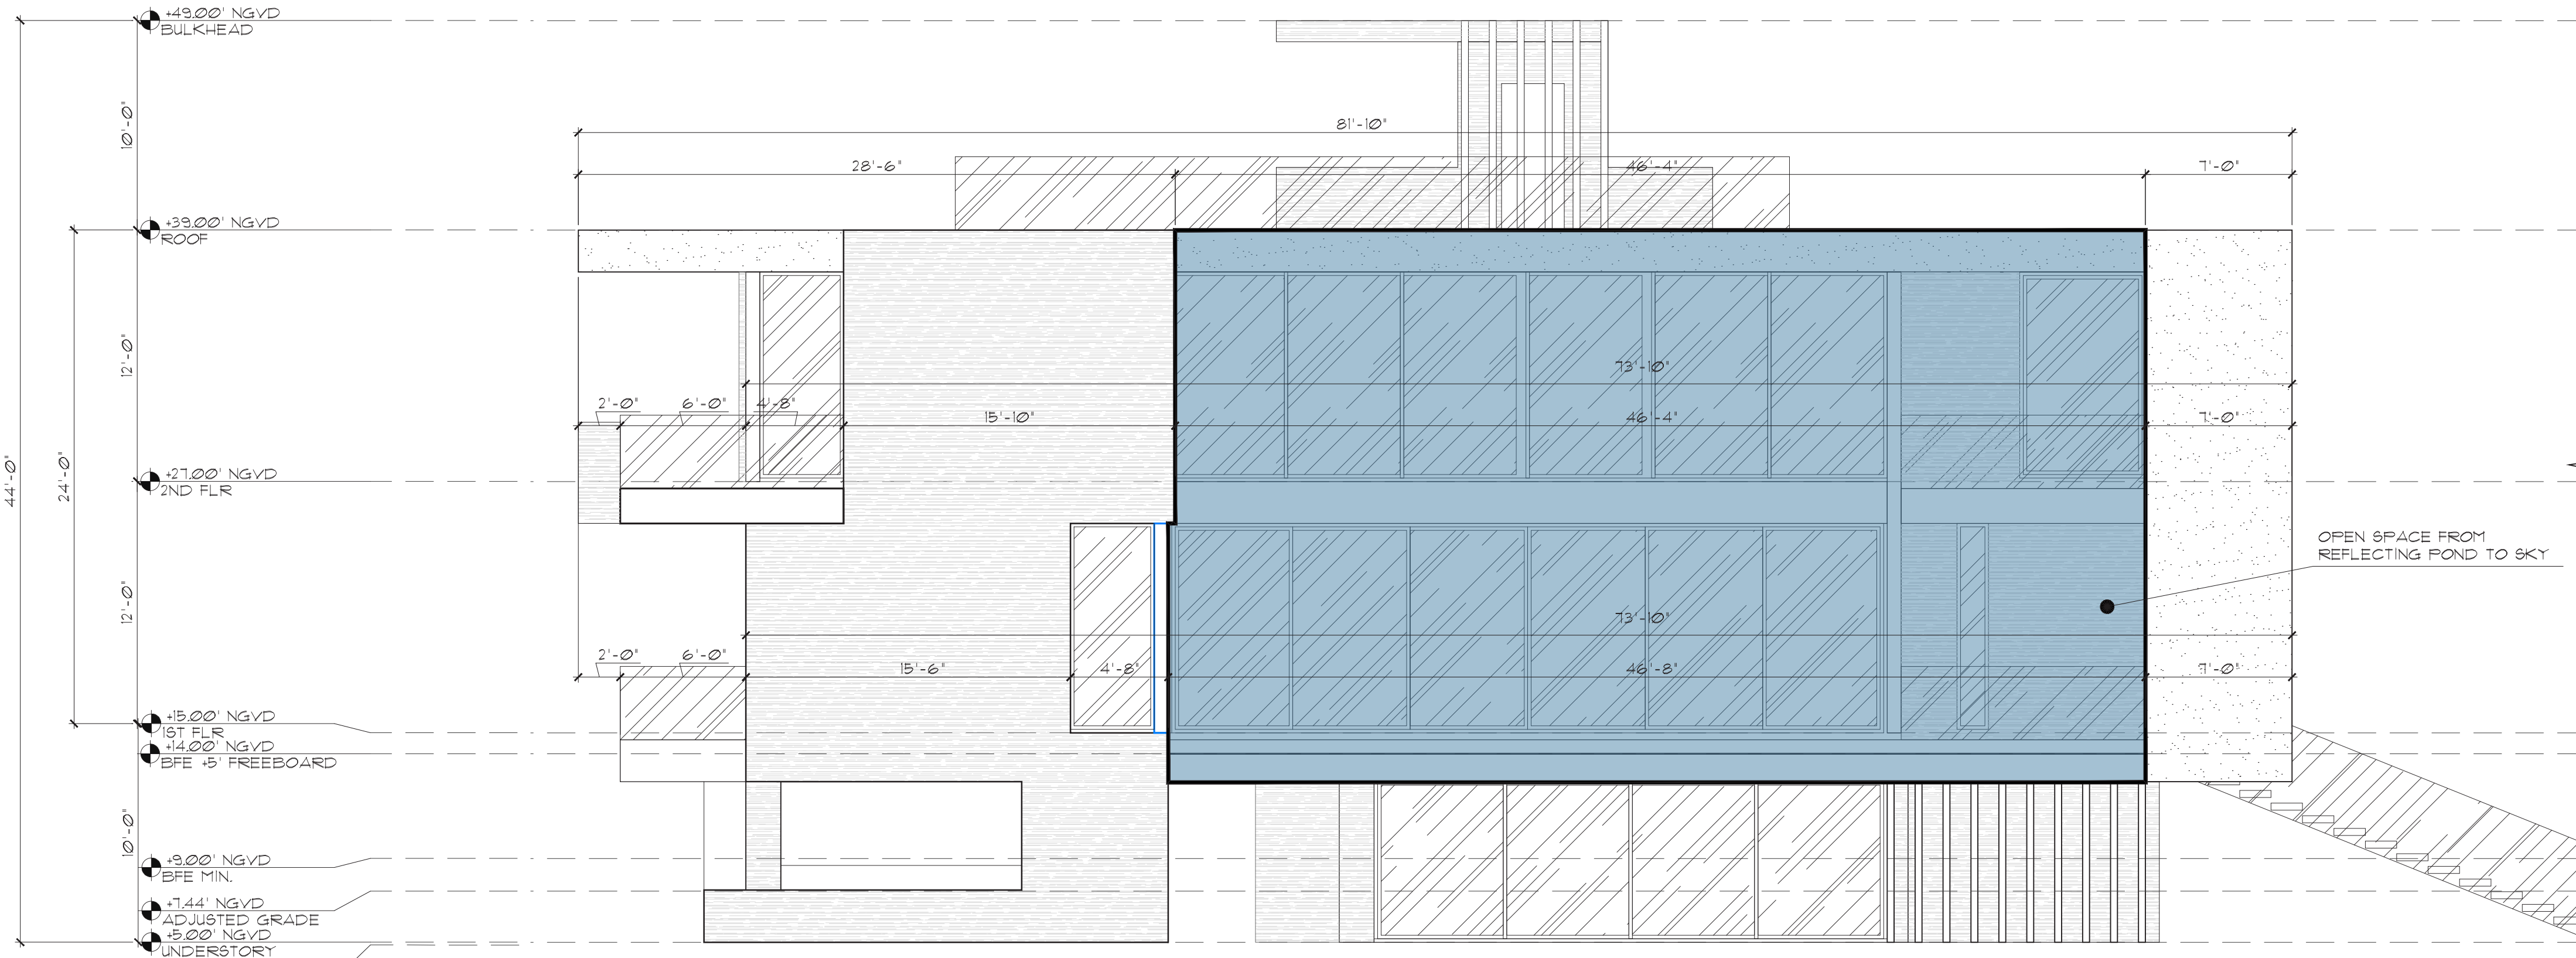 +49.00' NGVD
BULKHEAD
10'-0"
81'-10"
28'-6"
46'-4"
7'-0"
+39.00' NGVD
ROOF
12'-0"
73'-10"
2'-0"
6'-0"
4'-8"
15'-10"
46'-4"
7'-0"
44'-0"
24'-0"
+27.00' NGVD
2ND FLR
OPEN SPACE FROM
REFLECTING POND TO SKY
12'-0"
73'-10"
2'-0"
6'-0"
15'-6"
4'-8"
46'-8"
7'-0"
+15.00' NGVD
1ST FLR
+14.00' NGVD
BFE +5' FREEBOARD
10'-0"
+9.00' NGVD
BFE MIN.
+7.44' NGVD
ADJUSTED GRADE
+5.00' NGVD
UNDERSTORY